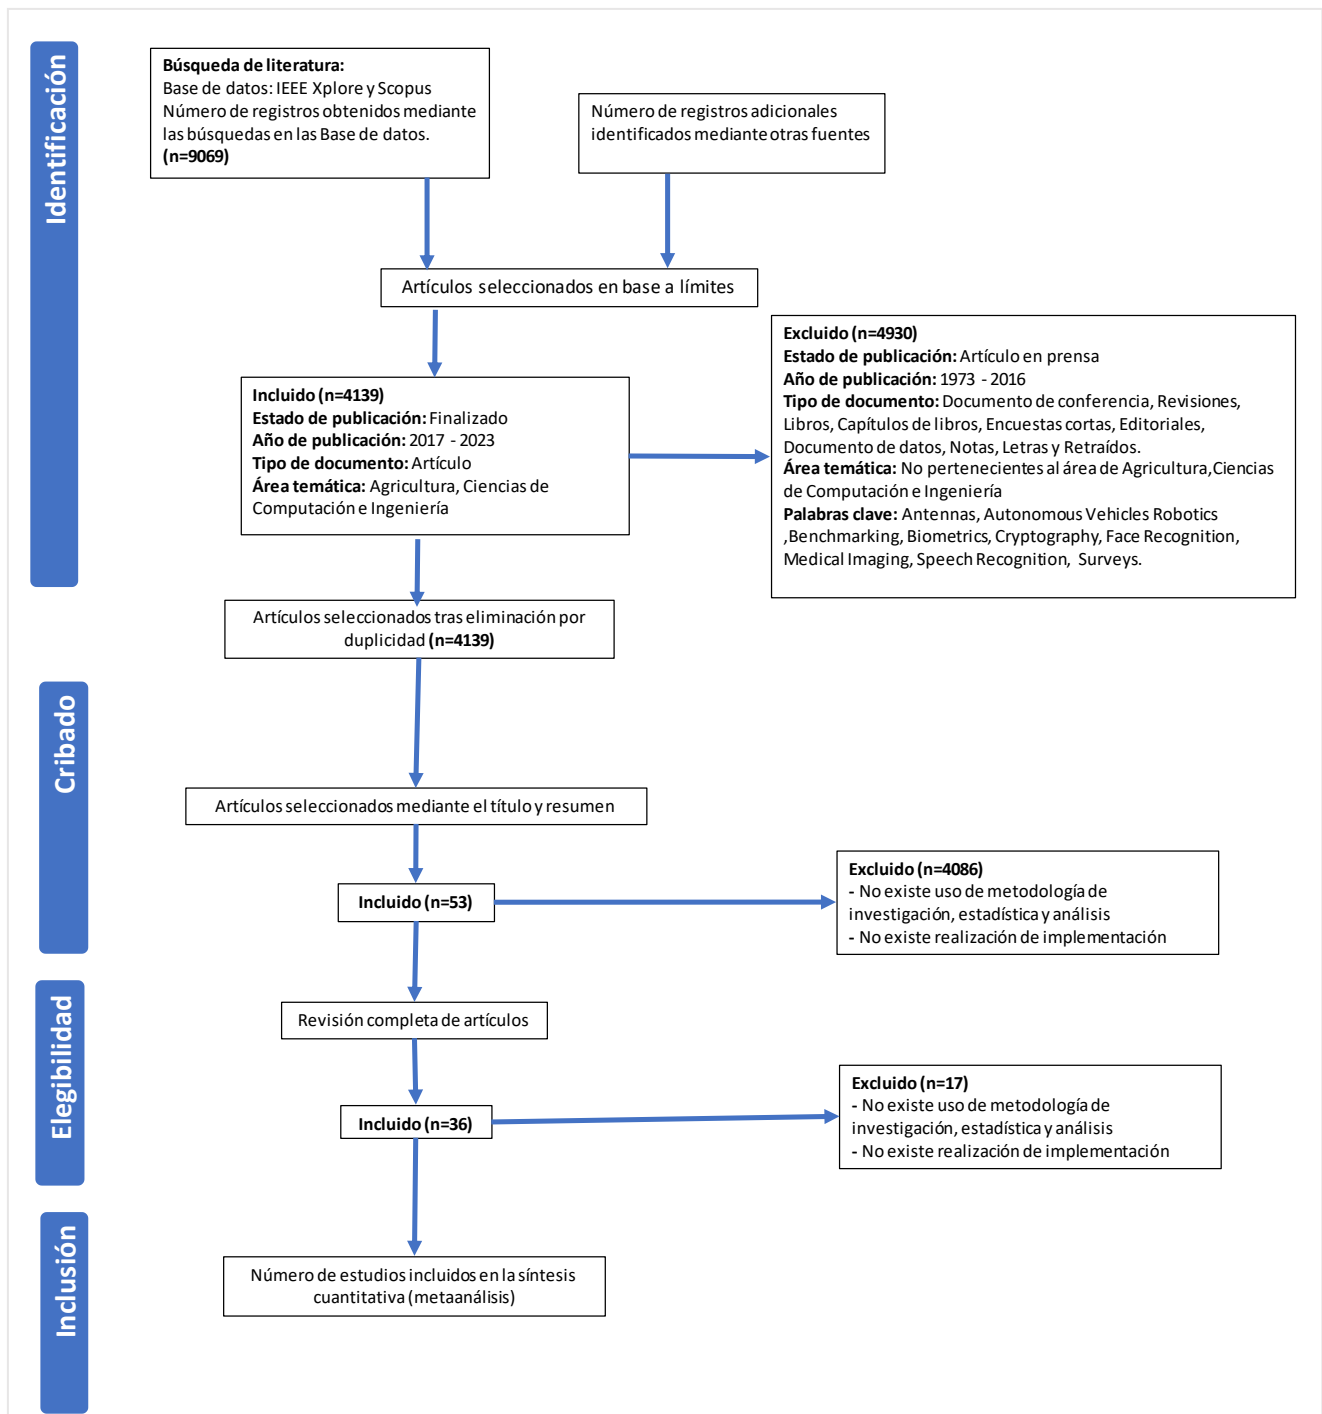 Identificación
Búsqueda de literatura:
Base de datos: IEEE Xplore y Scopus
Número de registros obtenidos mediante
las búsquedas en las Base de datos.
(n=9069)
Número de registros adicionales
identificados mediante otras fuentes
Artículos seleccionados en base a límites
Incluido (n=4139)
Estado de publicación: Finalizado
Año de publicación: 2017 - 2023
Tipo de documento: Artículo
Área temática: Agricultura, Ciencias de
Computación e Ingeniería
Excluido (n=4930)
Estado de publicación: Artículo en prensa
Año de publicación: 1973 - 2016
Tipo de documento: Documento de conferencia, Revisiones,
Libros, Capítulos de libros, Encuestas cortas, Editoriales,
Documento de datos, Notas, Letras y Retraídos.
Área temática: No pertenecientes al área de Agricultura,Ciencias
de Computación e Ingeniería
Palabras clave: Antennas, Autonomous Vehicles Robotics
,Benchmarking, Biometrics, Cryptography, Face Recognition,
Medical Imaging, Speech Recognition, Surveys.
Artículos seleccionados tras eliminación por
duplicidad (n=4139)
Cribado
Artículos seleccionados mediante el título y resumen
Incluido (n=53)
Excluido (n=4086)
- No existe uso de metodología de
investigación, estadística y análisis
- No existe realización de implementación
Elegibilidad
Revisión completa de artículos
Incluido (n=36)
Excluido (n=17)
- No existe uso de metodología de
investigación, estadística y análisis
- No existe realización de implementación
Inclusión
Número de estudios incluidos en la síntesis
cuantitativa (metaanálisis)